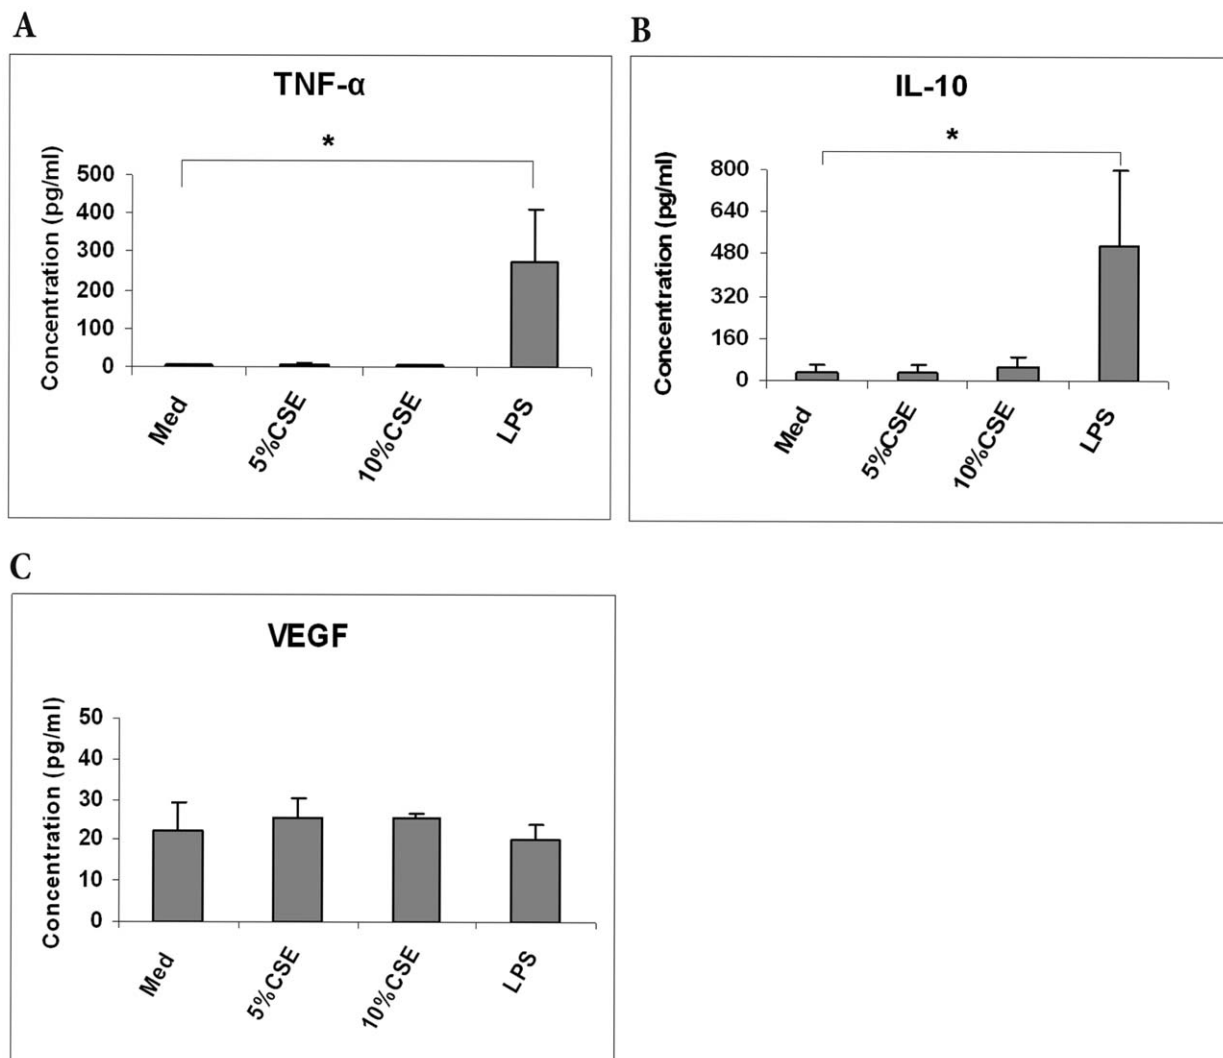 A
TNF-α
*
Concentration (pg/ml)
500
400
300
200
100
0
Med
5%CSE
10%CSE
LPS
B
IL-10
*
Concentration (pg/ml)
800
640
480
320
160
0
Med
5%CSE
10%CSE
LPS
C
VEGF
Concentration (pg/ml)
50
40
30
20
10
0
Med
5%CSE
10%CSE
LPS